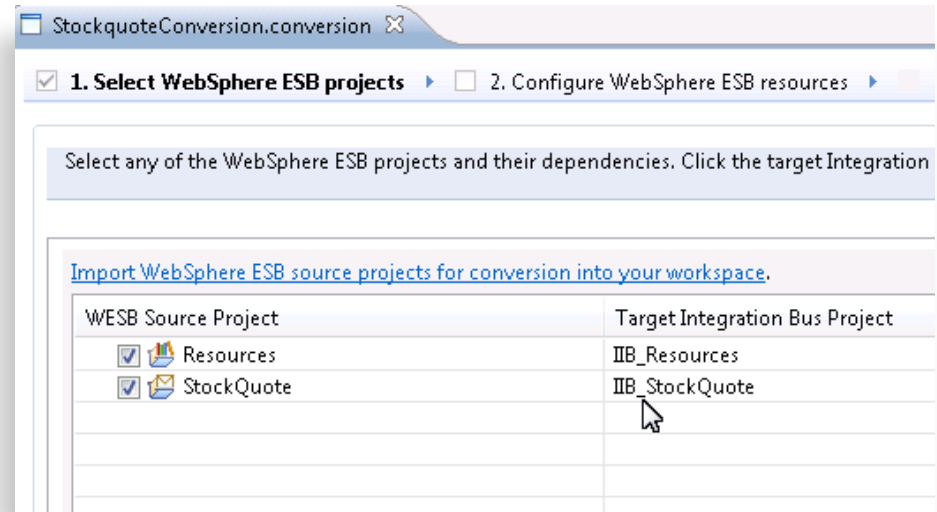 StockquoteConversion.conversion
1. Select WebSphere ESB projects 2. Configure WebSphere ESB resources
Select any of the WebSphere ESB projects and their dependencies. Click the target Integration
Import WebSphere ESB source projects for conversion into your workspace.
WESB Source Project Target Integration Bus Project
Resources IIB_Resources
StockQuote IIB_StockQuote